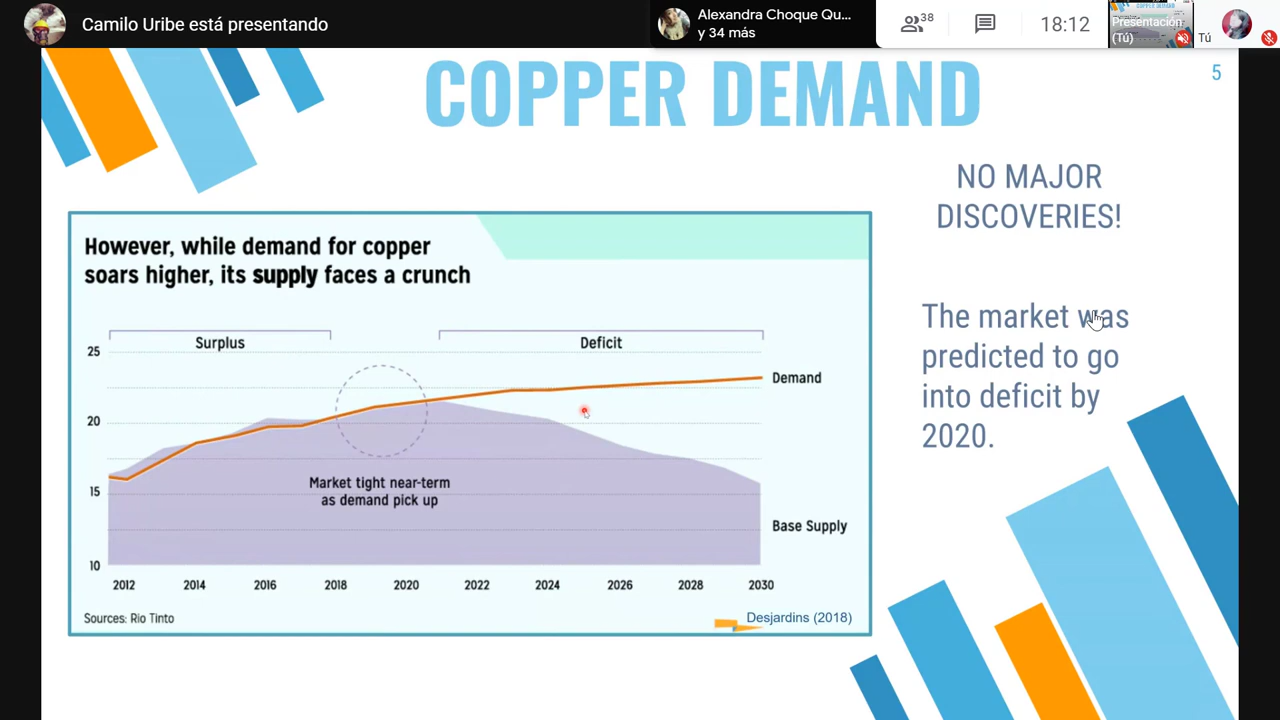 Camilo Uribe está presentando
Alexandra Choque Qu...
y 34 más
38
18:12
Presentación
(Tú)
Tú
COPPER DEMAND
5
NO MAJOR
DISCOVERIES!
However, while demand for copper
soars higher, its supply faces a crunch
Surplus
Deficit
25
20
15
10
Demand
Market tight near-term
as demand pick up
Base Supply
2012 2014 2016 2018 2020 2022 2024 2026 2028 2030
Sources: Rio Tinto
Desjardins (2018)
The market was
predicted to go
into deficit by
2020.